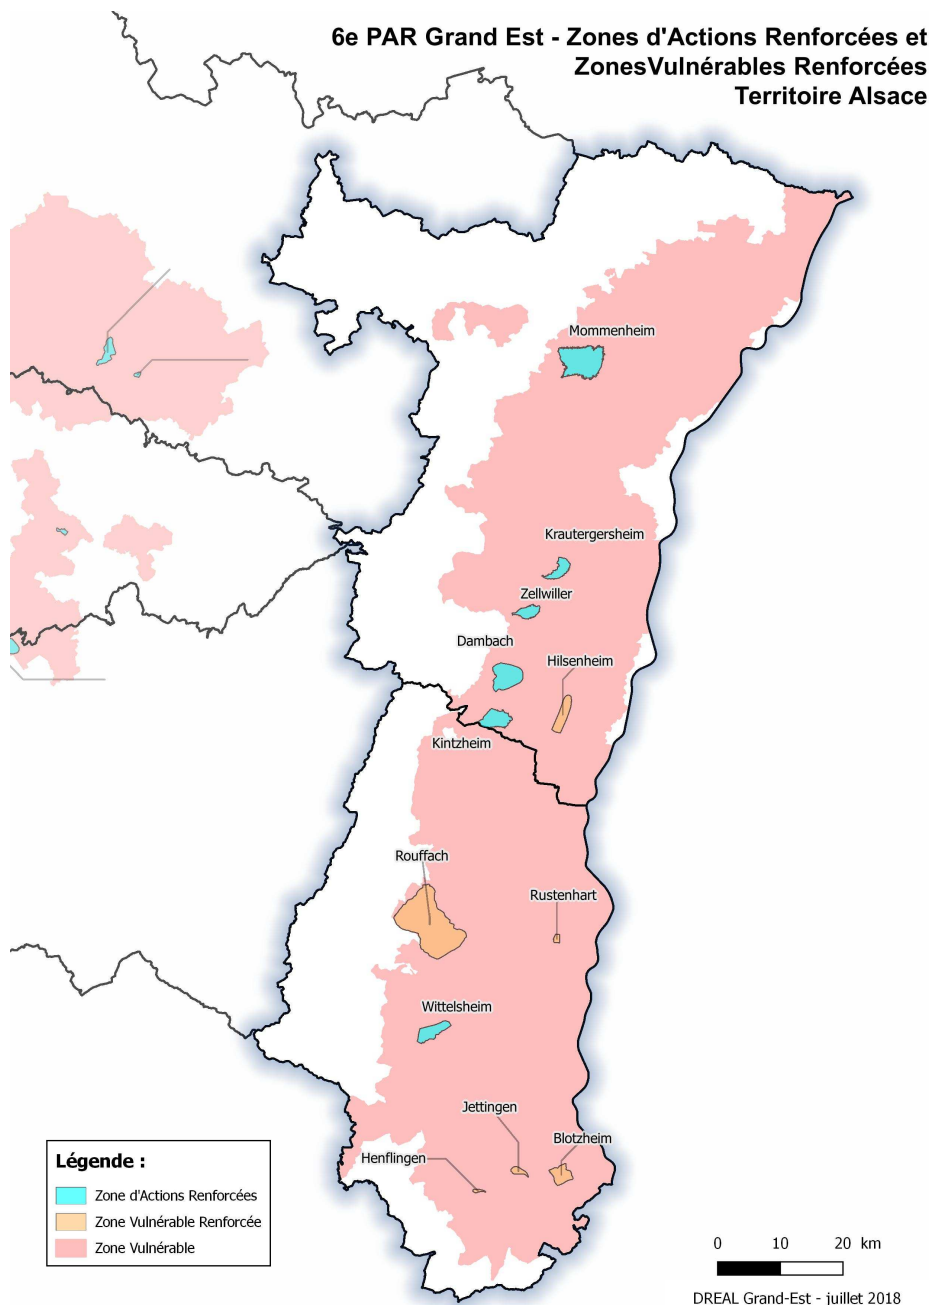 6e PAR Grand Est - Zones d'Actions Renforcées et
ZonesVulnérables Renforcées
Territoire Alsace
Mommenheim
Krautergersheim
Zellwiller
Dambach
Hilsenheim
Kintzheim
Rouffach
Rustenhart
Wittelsheim
Jettingen
Blotzheim
Henflingen
Légende :
Zone d'Actions Renforcées
Zone Vulnérable Renforcée
Zone Vulnérable
0 10 20 km
DREAL Grand-Est - juillet 2018